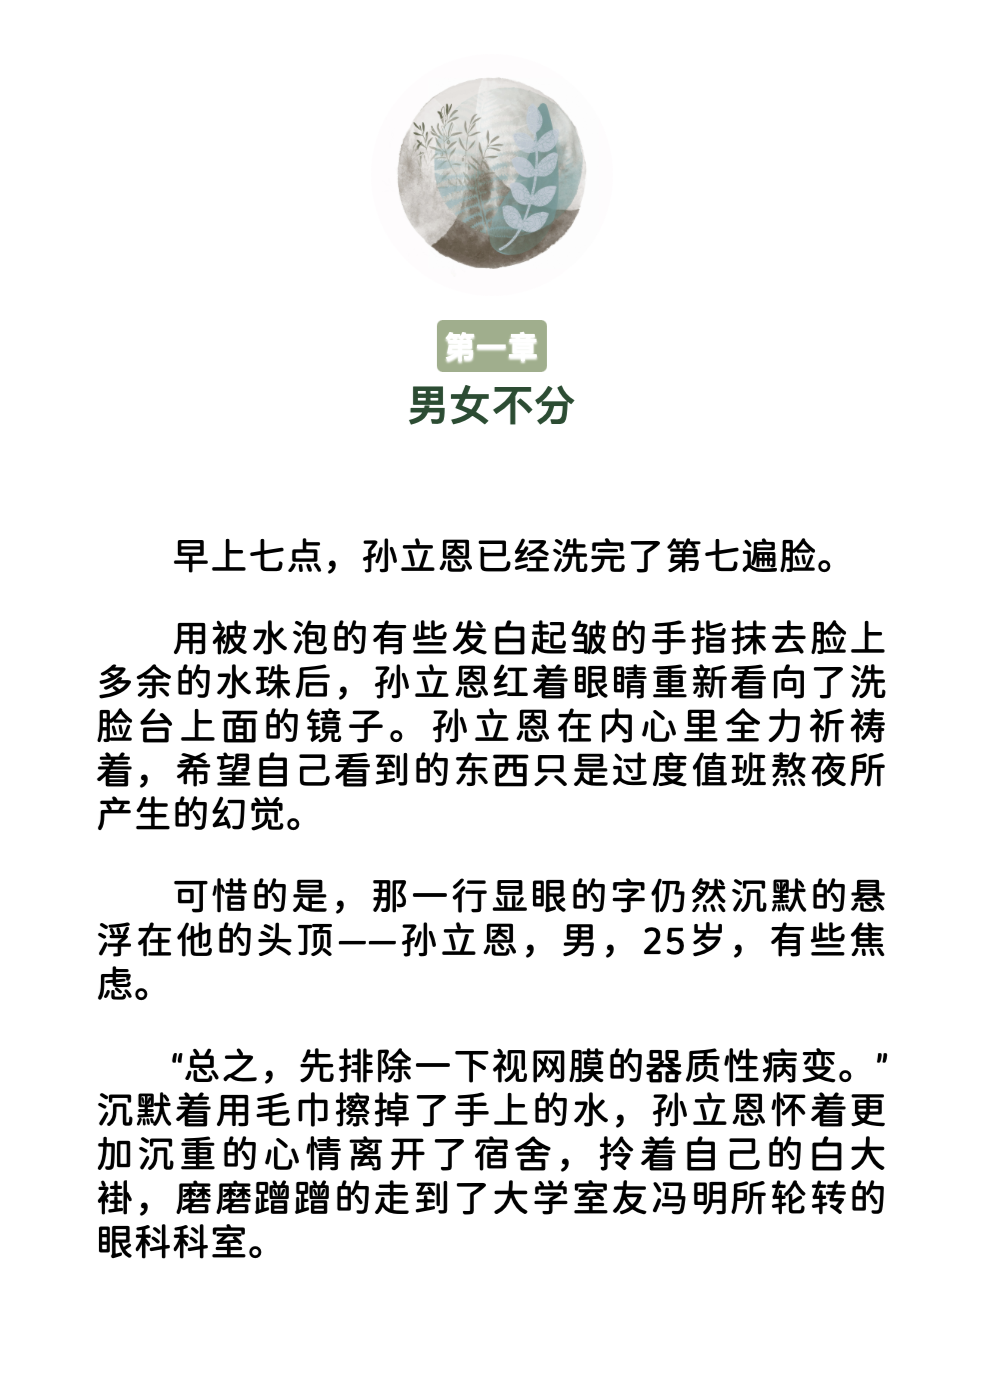 第一章
男女不分
早上七点，孙立恩已经洗完了第七遍脸。
用被水泡的有些发白起皱的手指抹去脸上
多余的水珠后，孙立恩红着眼睛重新看向了洗
脸台上面的镜子。孙立恩在内心里全力祈祷
着，希望自己看到的东西只是过度值班熬夜所
产生的幻觉。
可惜的是，那一行显眼的字仍然沉默的悬
浮在他的头顶——孙立恩，男，25岁，有些焦
虑。
“总之，先排除一下视网膜的器质性病变。”
沉默着用毛巾擦掉了手上的水，孙立恩怀着更
加沉重的心情离开了宿舍，拎着自己的白大
褂，磨磨蹭蹭的走到了大学室友冯明所轮转的
眼科科室。